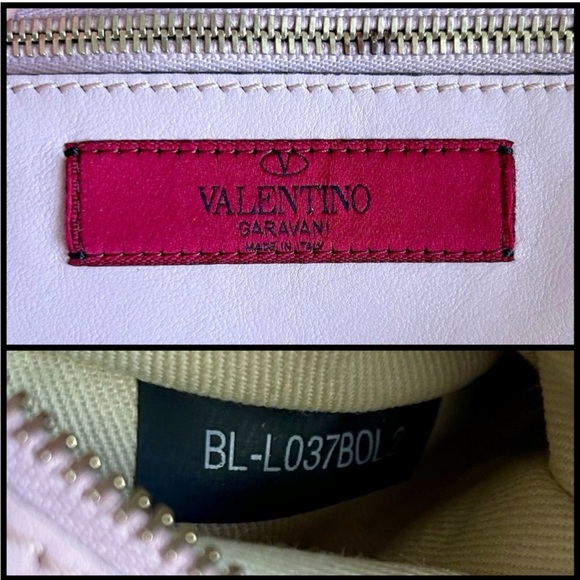 V
VALENTINO
GARAVANI
MADE IN ITALY
BL-L037BOL